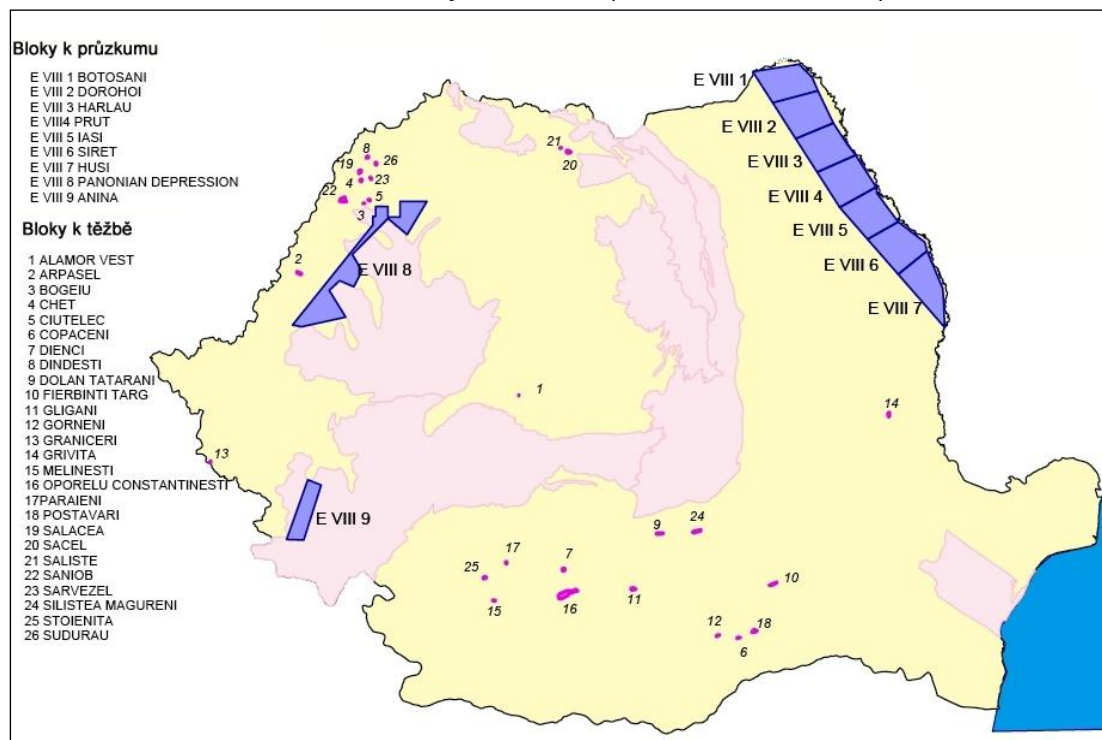 Bloky k průzkumu
E VIII 1 BOTOSANI
E VIII 2 DOROHOI
E VIII 3 HARLAU
E VIII4 PRUT
E VIII 5 IASI
E VIII 6 SIRET
E VIII 7 HUSI
E VIII 8 PANONIAN DEPRESSION
E VIII 9 ANINA
Bloky k těžbě
1 ALAMOR VEST
2 ARPASEL
3 BOGEIU
4 CHET
5 CIUTELEC
6 COPACENI
7 DIENCI
8 DINDESTI
9 DOLAN TATARANI
10 FIERBINTI TARG
11 GLIGANI
12 GORNENI
13 GRANICERI
14 GRIVITA
15 MELINESTI
16 OPORELU CONSTANTINESTI
17PARAIENI
18 POSTAVARI
19 SALACEA
20 SACEL
21 SALISTE
22 SANIOB
23 SARVEZEL
24 SILISTEA MAGURENI
25 STOIENITA
26 SUDURAU
E VIII 1
E VIII 2
E VIII 3
E VIII 4
E VIII 5
E VIII 6
E VIII 7
8
19
26
4
23
22
5
3
21
20
2
E VIII 8
1
14
13
E VIII 9
9
24
17
7
25
15
16
11
10
12
6
18